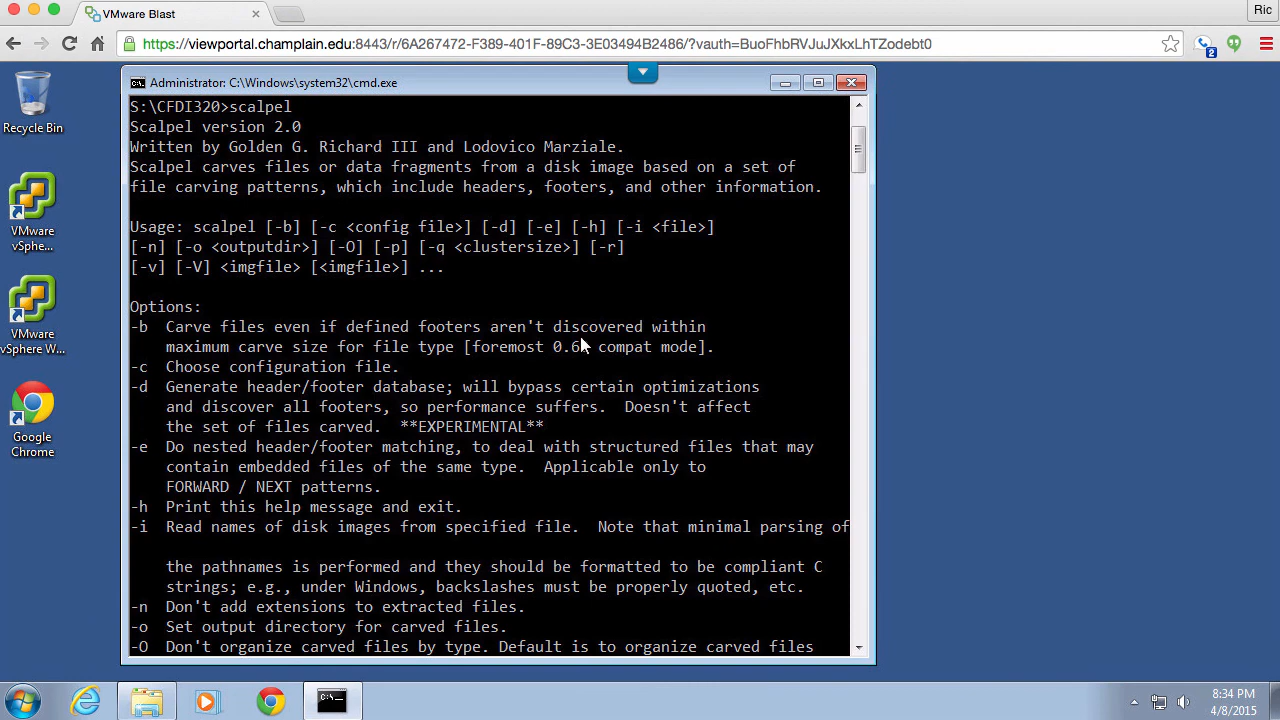 VMware Blast
Ric
https://viewportal.champlain.edu:8443/r/6A267472-F389-401F-89C3-3E03494B2486/?vauth=BuoFhbRVJuJXkxLhTZodebt0
2
Recycle Bin
VMware
vSphe...
VMware
vSphere W...
Google
Chrome
Administrator: C:\Windows\system32\cmd.exe
S:\CFDI320>scalpel
Scalpel version 2.0
Written by Golden G. Richard III and Lodovico Marziale.
Scalpel carves files or data fragments from a disk image based on a set of
file carving patterns, which include headers, footers, and other information.
Usage: scalpel [-b] [-c <config file>] [-d] [-e] [-h] [-i <file>]
[-n] [-o <outputdir>] [-O] [-p] [-q <clustersize>] [-r]
[-v] [-V] <imgfile> [<imgfile>] ...
Options:
-b  Carve files even if defined footers aren't discovered within
maximum carve size for file type [foremost 0.6 compat mode].
-c  Choose configuration file.
-d  Generate header/footer database; will bypass certain optimizations
and discover all footers, so performance suffers.  Doesn't affect
the set of files carved.  **EXPERIMENTAL**
-e  Do nested header/footer matching, to deal with structured files that may
contain embedded files of the same type.  Applicable only to
FORWARD / NEXT patterns.
-h  Print this help message and exit.
-i  Read names of disk images from specified file.  Note that minimal parsing of
the pathnames is performed and they should be formatted to be compliant C
strings; e.g., under Windows, backslashes must be properly quoted, etc.
-n  Don't add extensions to extracted files.
-o  Set output directory for carved files.
-O  Don't organize carved files by type. Default is to organize carved files
8:34 PM
4/8/2015